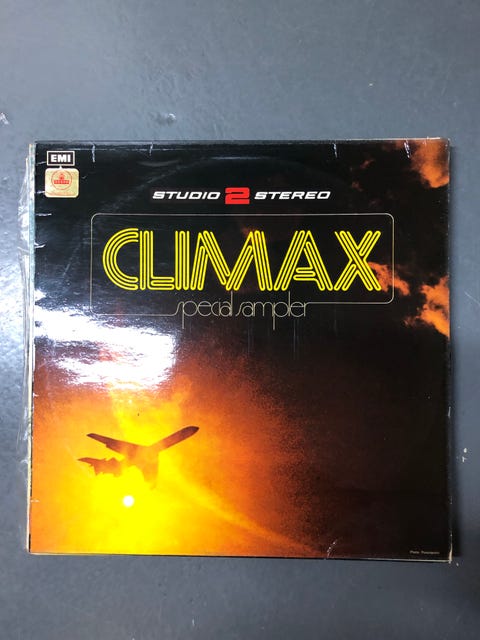 EMI
STUDIO 2 STEREO
CLIMAX
special sampler